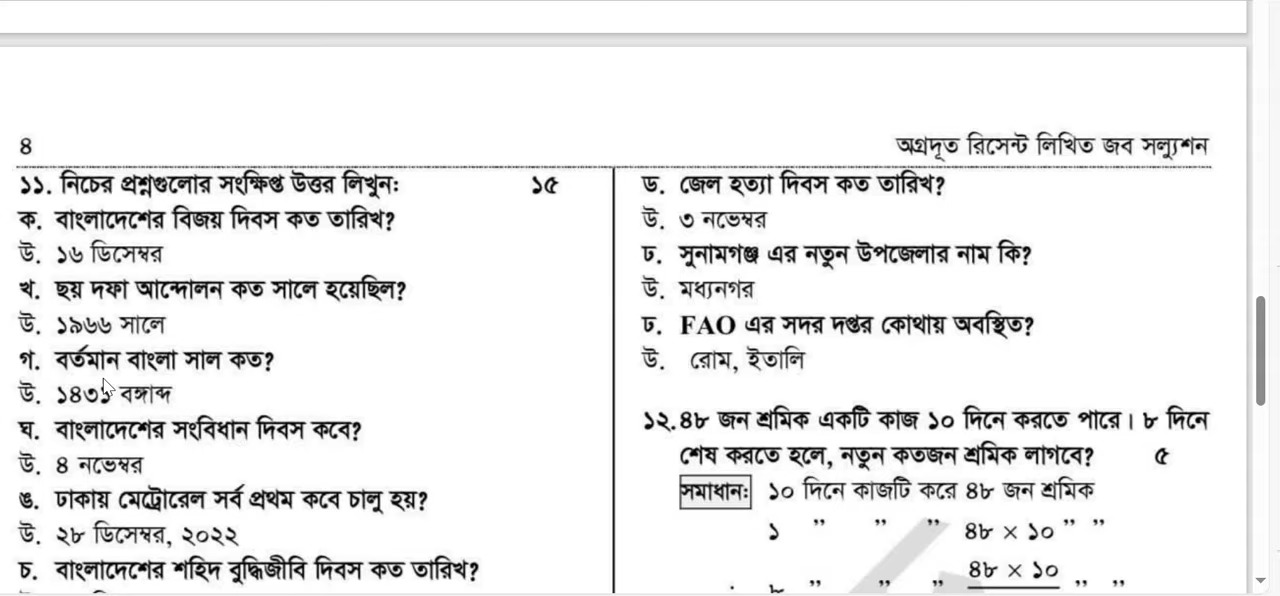 ৪
অগ্রদূত রিসেন্ট লিখিত জব সল্যুশন
১১. নিচের প্রশ্নগুলোর সংক্ষিপ্ত উত্তর লিখুন: ১৫
ক. বাংলাদেশের বিজয় দিবস কত তারিখ?
উ. ১৬ ডিসেম্বর
খ. ছয় দফা আন্দোলন কত সালে হয়েছিল?
উ. ১৯৬৬ সালে
গ. বর্তমান বাংলা সাল কত?
উ. ১৪৩১ বঙ্গাব্দ
ঘ. বাংলাদেশের সংবিধান দিবস কবে?
উ. ৪ নভেম্বর
ঙ. ঢাকায় মেট্রোরেল সর্ব প্রথম কবে চালু হয়?
উ. ২৮ ডিসেম্বর, ২০২২
চ. বাংলাদেশের শহিদ বুদ্ধিজীবি দিবস কত তারিখ?
ড. জেল হত্যা দিবস কত তারিখ?
উ. ৩ নভেম্বর
ঢ. সুনামগঞ্জ এর নতুন উপজেলার নাম কি?
উ. মধ্যনগর
ঢ. FAO এর সদর দপ্তর কোথায় অবস্থিত?
উ. রোম, ইতালি
১২. ৪৮ জন শ্রমিক একটি কাজ ১০ দিনে করতে পারে। ৮ দিনে
শেষ করতে হলে, নতুন কতজন শ্রমিক লাগবে? ৫
সমাধান: ১০ দিনে কাজটি করে ৪৮ জন শ্রমিক
১ ” ” ” ৪৮ × ১০ ” ”
৪৮ × ১০
∴ ৮ ” ” ” ” ”